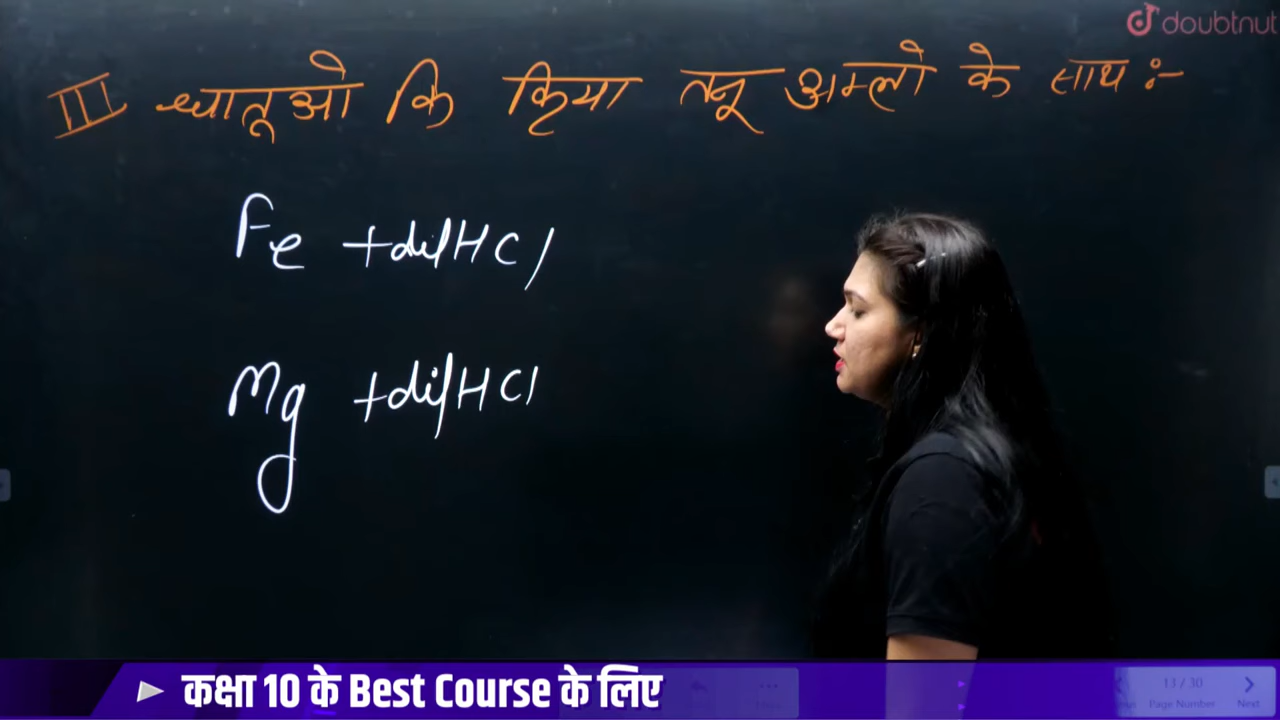 doubtnut
III धातूओ कि क्रिया तनू अम्लो के साथ :-
Fe + dil HCl
Mg + dil HCl
कक्षा 10 के Best Course के लिए
13 / 30
Page Number
Next